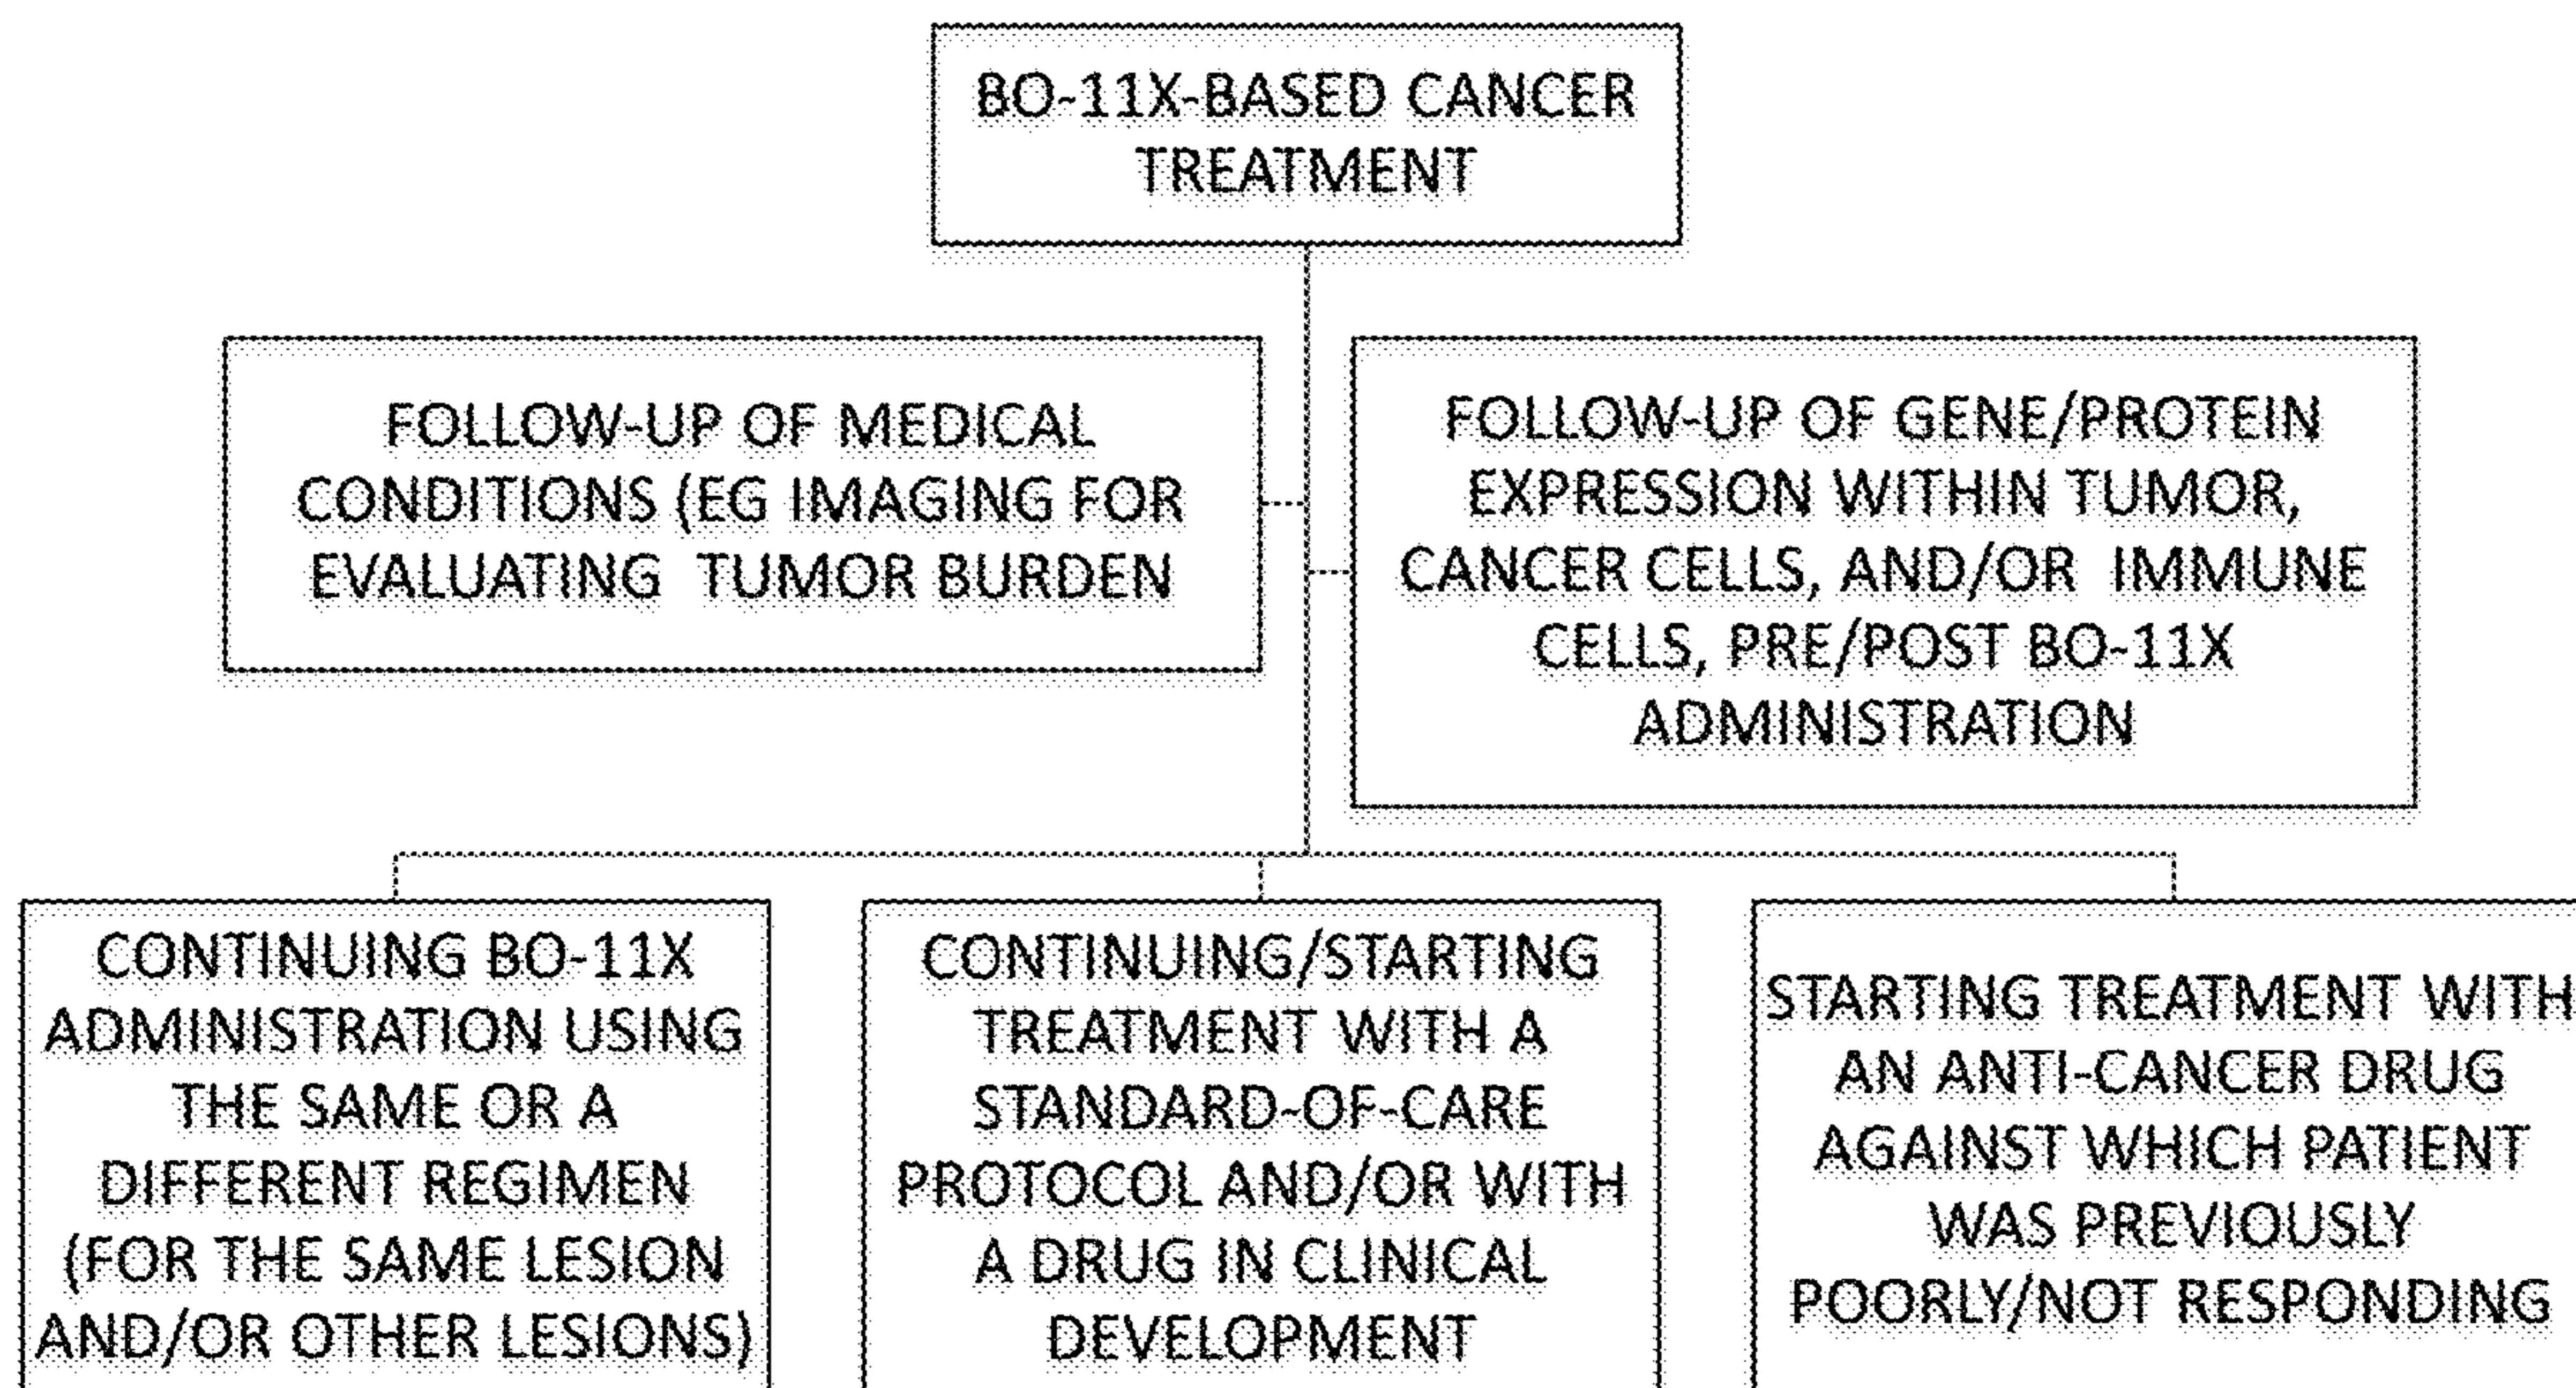 BO-11X-BASED CANCER
TREATMENT
FOLLOW-UP OF MEDICAL
CONDITIONS (EG IMAGING FOR
EVALUATING TUMOR BURDEN
FOLLOW-UP OF GENE/PROTEIN
EXPRESSION WITHIN TUMOR,
CANCER CELLS, AND/OR IMMUNE
CELLS, PRE/POST BO-11X
ADMINISTRATION
CONTINUING BO-11X
ADMINISTRATION USING
THE SAME OR A
DIFFERENT REGIMEN
(FOR THE SAME LESION
AND/OR OTHER LESIONS)
CONTINUING/STARTING
TREATMENT WITH A
STANDARD-OF-CARE
PROTOCOL AND/OR WITH
A DRUG IN CLINICAL
DEVELOPMENT
STARTING TREATMENT WITH
AN ANTI-CANCER DRUG
AGAINST WHICH PATIENT
WAS PREVIOUSLY
POORLY/NOT RESPONDING